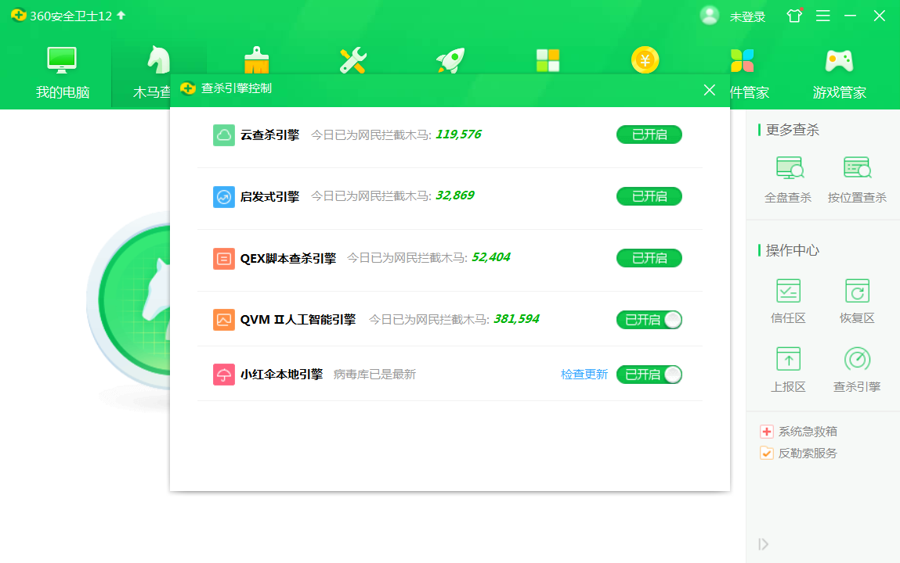 360安全卫士12
未登录
我的电脑
木马查
件管家
游戏管家
查杀引擎控制
云查杀引擎 今日已为网民拦截木马: 119,576 已开启
启发式引擎 今日已为网民拦截木马: 32,869 已开启
QEX脚本查杀引擎 今日已为网民拦截木马: 52,404 已开启
QVM II人工智能引擎 今日已为网民拦截木马: 381,594 已开启
小红伞本地引擎 病毒库已是最新 检查更新 已开启
更多查杀
全盘查杀 按位置查杀
操作中心
信任区 恢复区
上报区 查杀引擎
系统急救箱
反勒索服务